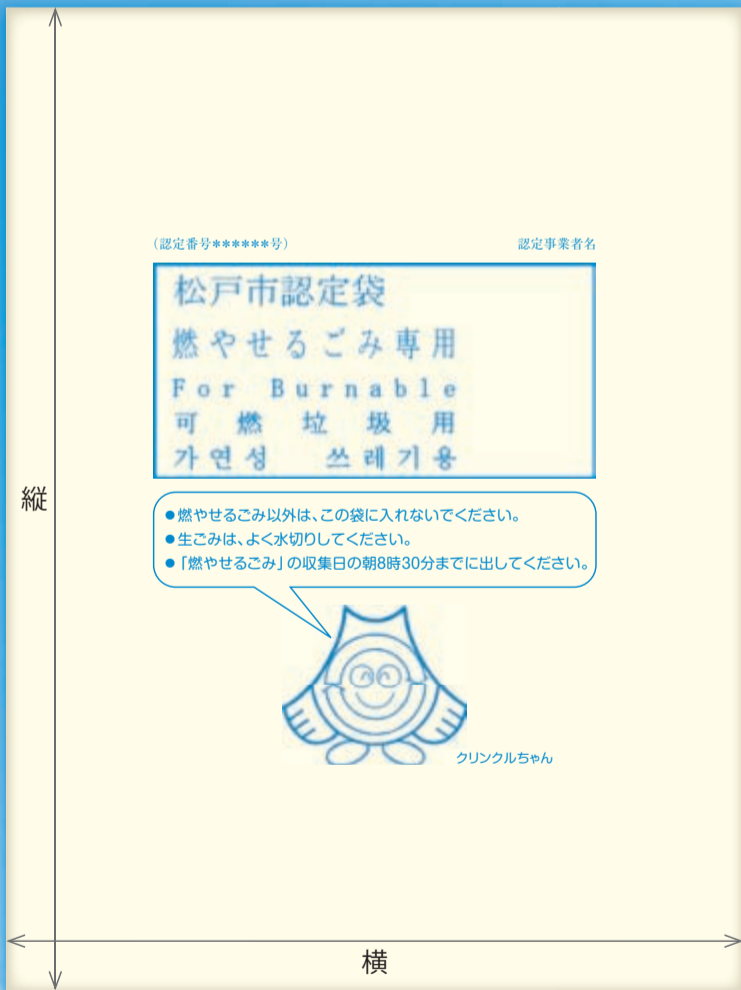 (認定番号******号) 認定事業者名
松戸市認定袋
燃やせるごみ専用
For Burnable
可燃垃圾用
가연성 쓰레기용
●燃やせるごみ以外は、この袋に入れないでください。
●生ごみは、よく水切りしてください。
●「燃やせるごみ」の収集日の朝8時30分までに出してください。
クリンクルちゃん
縦
横